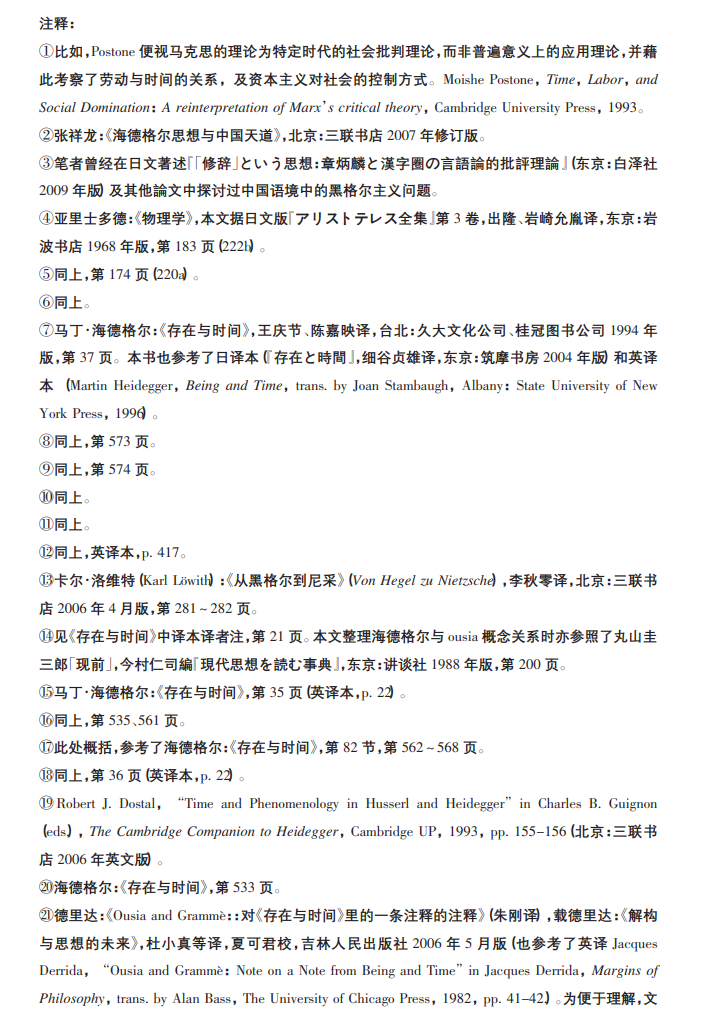 注释：
①比如，Postone 便视马克思的理论为特定时代的社会批判理论，而非普遍意义上的应用理论，并藉
此考察了劳动与时间的关系，及资本主义对社会的控制方式。Moishe Postone，Time，Labor，and
Social Domination：A reinterpretation of Marx's critical theory，Cambridge University Press，1993。
②张祥龙：《海德格尔思想与中国天道》，北京：三联书店 2007 年修订版。
③笔者曾经在日文著述『「修辞」という思想：章炳麟と漢字圈の言語論的批評理論』（东京：白泽社
2009 年版）及其他論文中探讨过中国语境中的黑格尔主义问题。
④亚里士多德：《物理学》，本文据日文版『アリストテレス全集』第 3 卷，出隆、岩崎允胤译，东京：岩
波书店 1968 年版，第 183 页（222b）。
⑤同上，第 174 页（220a）。
⑥同上。
⑦马丁·海德格尔：《存在与时间》，王庆节、陈嘉映译，台北：久大文化公司、桂冠图书公司 1994 年
版，第 37 页。本书也参考了日译本（『存在と時間』，细谷贞雄译，东京：筑摩书房 2004 年版）和英译
本（Martin Heidegger，Being and Time，trans. by Joan Stambaugh，Albany：State University of New
York Press，1996）。
⑧同上，第 573 页。
⑨同上，第 574 页。
⑩同上。
⑪同上。
⑫同上，英译本，p. 417。
⑬卡尔·洛维特（Karl Löwith）：《从黑格尔到尼采》（Von Hegel zu Nietzsche），李秋零译，北京：三联书
店 2006 年 4 月版，第 281～282 页。
⑭见《存在与时间》中译本译者注，第 21 页。本文整理海德格尔与 ousia 概念关系时亦参照了丸山圭
三郎「现前」，今村仁司編『現代思想を読む事典』，东京：讲谈社 1988 年版，第 200 页。
⑮马丁·海德格尔：《存在与时间》，第 35 页（英译本，p. 22）。
⑯同上，第 535、561 页。
⑰此处概括，参考了海德格尔：《存在与时间》，第 82 节，第 562～568 页。
⑱同上，第 36 页（英译本，p. 22）。
⑲Robert J. Dostal，“Time and Phenomenology in Husserl and Heidegger”in Charles B. Guignon
（eds.），The Cambridge Companion to Heidegger，Cambridge UP，1993，pp. 155-156（北京：三联书
店 2006 年英文版）。
⑳海德格尔：《存在与时间》，第 533 页。
㉑德里达：《Ousia and Grammè：：对《存在与时间》里的一条注释的注释》（朱刚译），载德里达：《解构
与思想的未来》，杜小真等译，夏可君校，吉林人民出版社 2006 年 5 月版（也参考了英译 Jacques
Derrida，“Ousia and Grammè：Note on a Note from Being and Time”in Jacques Derrida，Margins of
Philosophy，trans. by Alan Bass，The University of Chicago Press，1982，pp. 41-42）。为便于理解，文